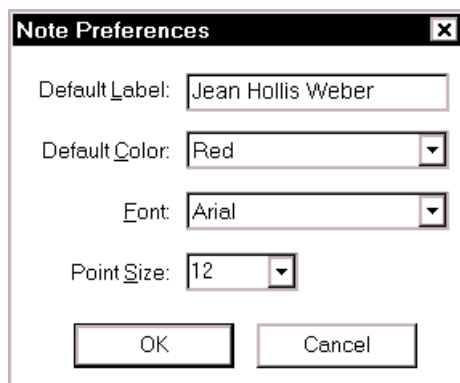 Note Preferences
Default Label: Jean Hollis Weber
Default Color: Red
Font: Arial
Point Size: 12
OK Cancel